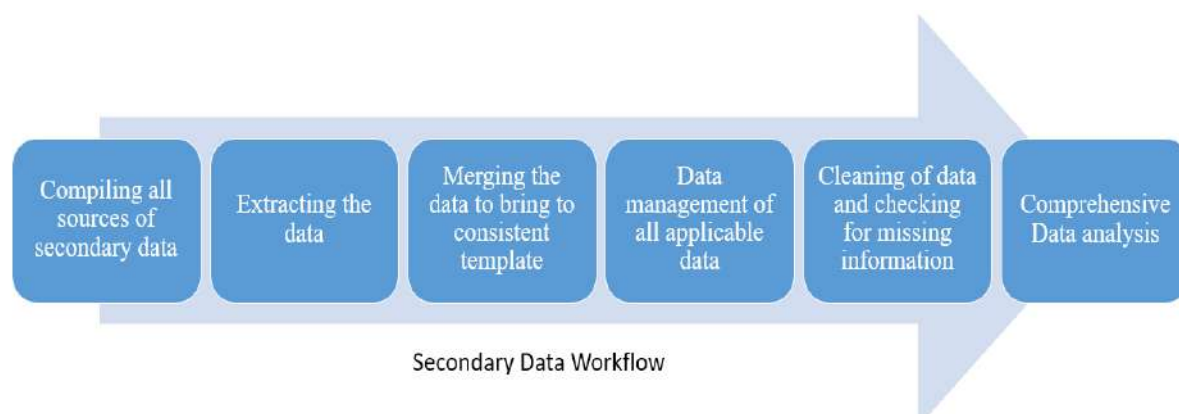 Compiling all
sources of
secondary data
Extracting the
data
Merging the
data to bring to
consistent
template
Data
management of
all applicable
data
Cleaning of data
and checking
for missing
information
Comprehensive
Data analysis
Secondary Data Workflow